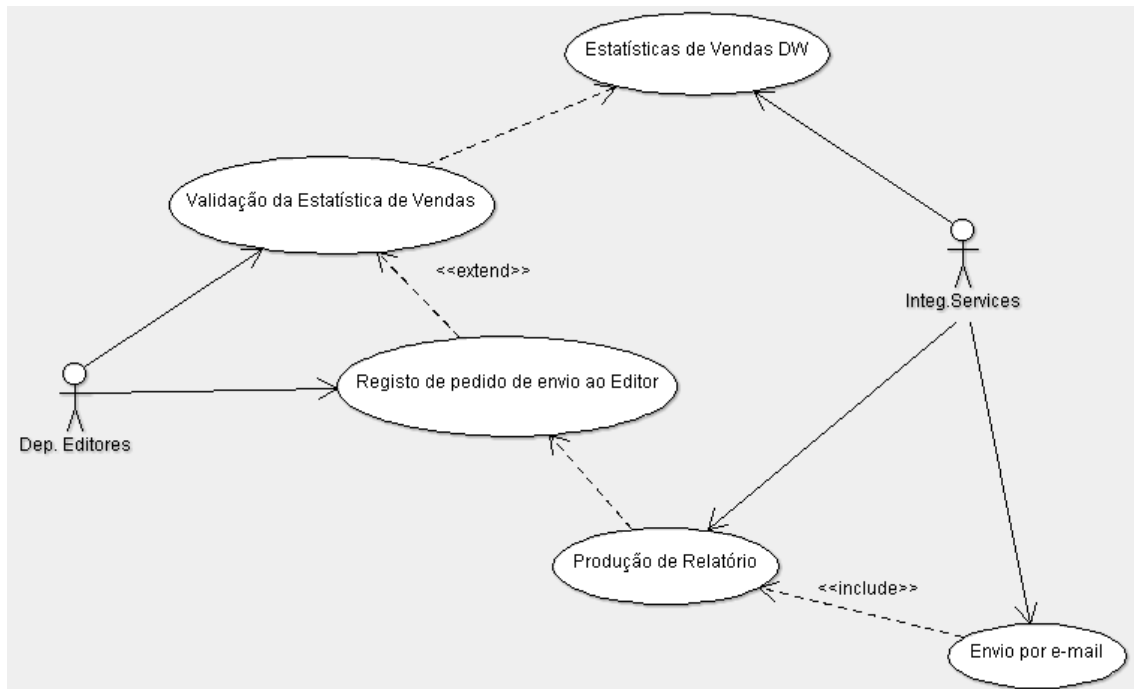 Estatísticas de Vendas DW
Validação da Estatística de Vendas
<<extend>>
Integ.Services
Registo de pedido de envio ao Editor
Dep. Editores
Produção de Relatório
<<include>>
Envio por e-mail